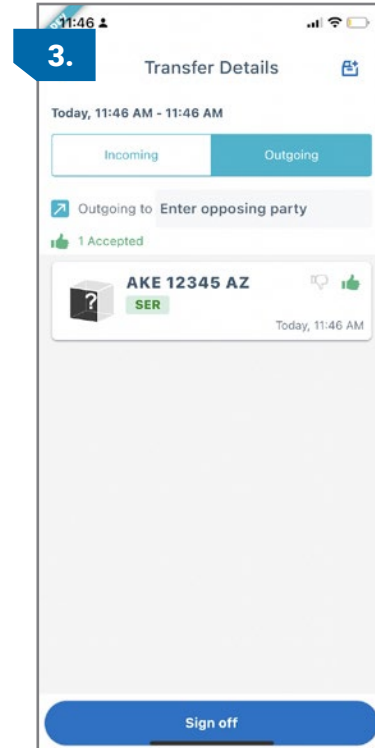 11:46
3.
Transfer Details
Today, 11:46 AM - 11:46 AM
Incoming
Outgoing
Outgoing to Enter opposing party
1 Accepted
?
AKE 12345 AZ
SER
Today, 11:46 AM
Sign off